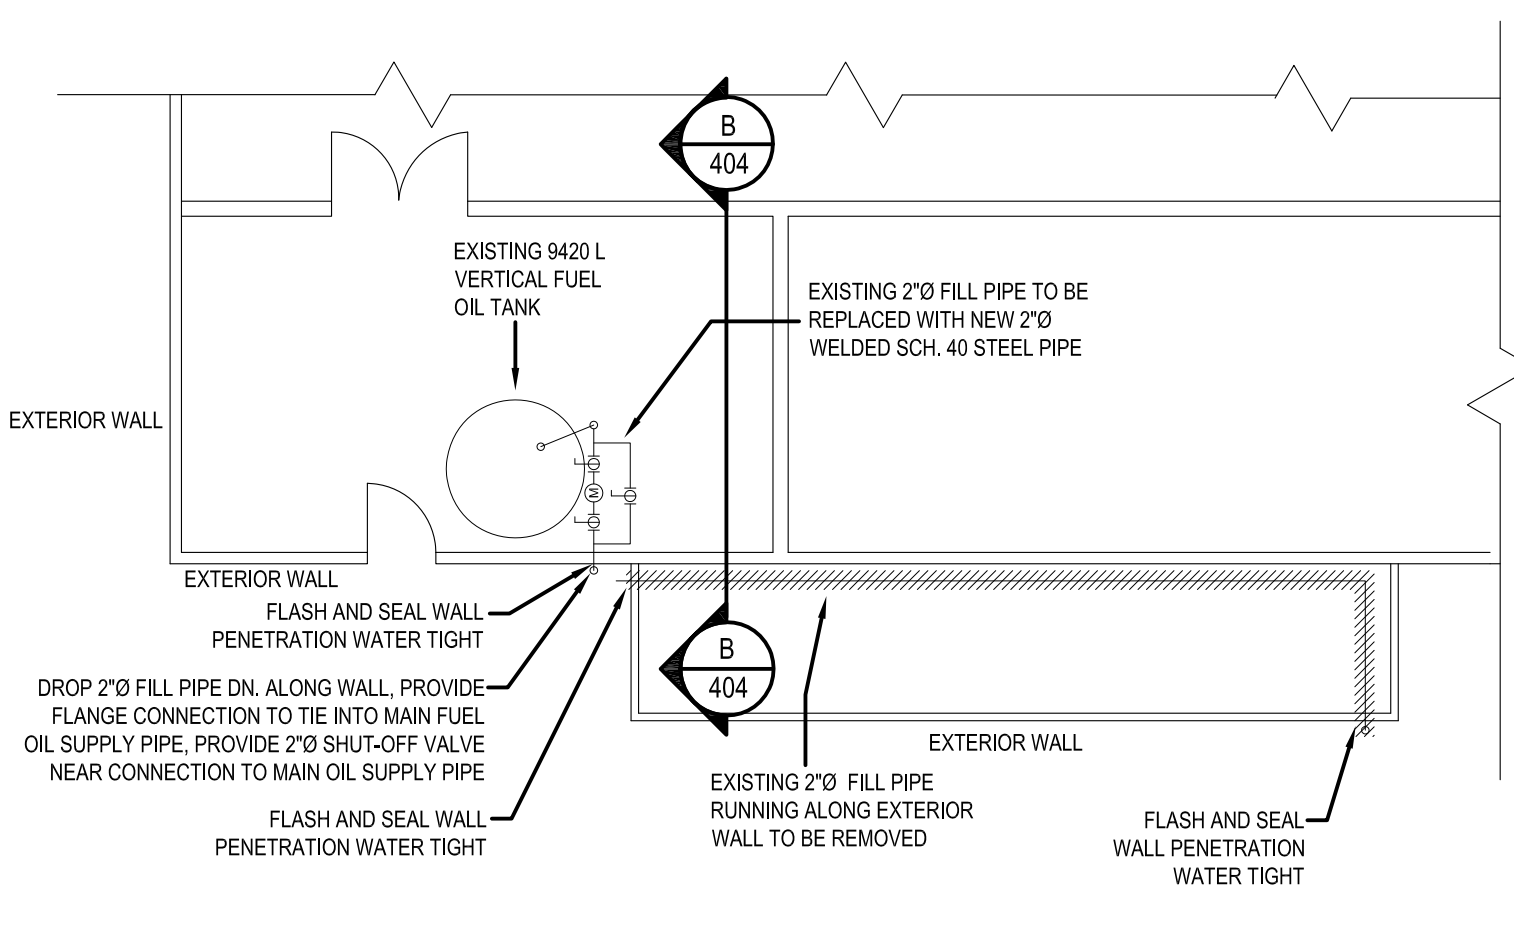 B
404
EXISTING 9420 L
VERTICAL FUEL
OIL TANK
EXISTING 2"Ø FILL PIPE TO BE
REPLACED WITH NEW 2"Ø
WELDED SCH. 40 STEEL PIPE
EXTERIOR WALL
M
EXTERIOR WALL
FLASH AND SEAL WALL
PENETRATION WATER TIGHT
DROP 2"Ø FILL PIPE DN. ALONG WALL, PROVIDE
FLANGE CONNECTION TO TIE INTO MAIN FUEL
OIL SUPPLY PIPE, PROVIDE 2"Ø SHUT-OFF VALVE
NEAR CONNECTION TO MAIN OIL SUPPLY PIPE
FLASH AND SEAL WALL
PENETRATION WATER TIGHT
B
404
EXTERIOR WALL
EXISTING 2"Ø FILL PIPE
RUNNING ALONG EXTERIOR
WALL TO BE REMOVED
FLASH AND SEAL
WALL PENETRATION
WATER TIGHT